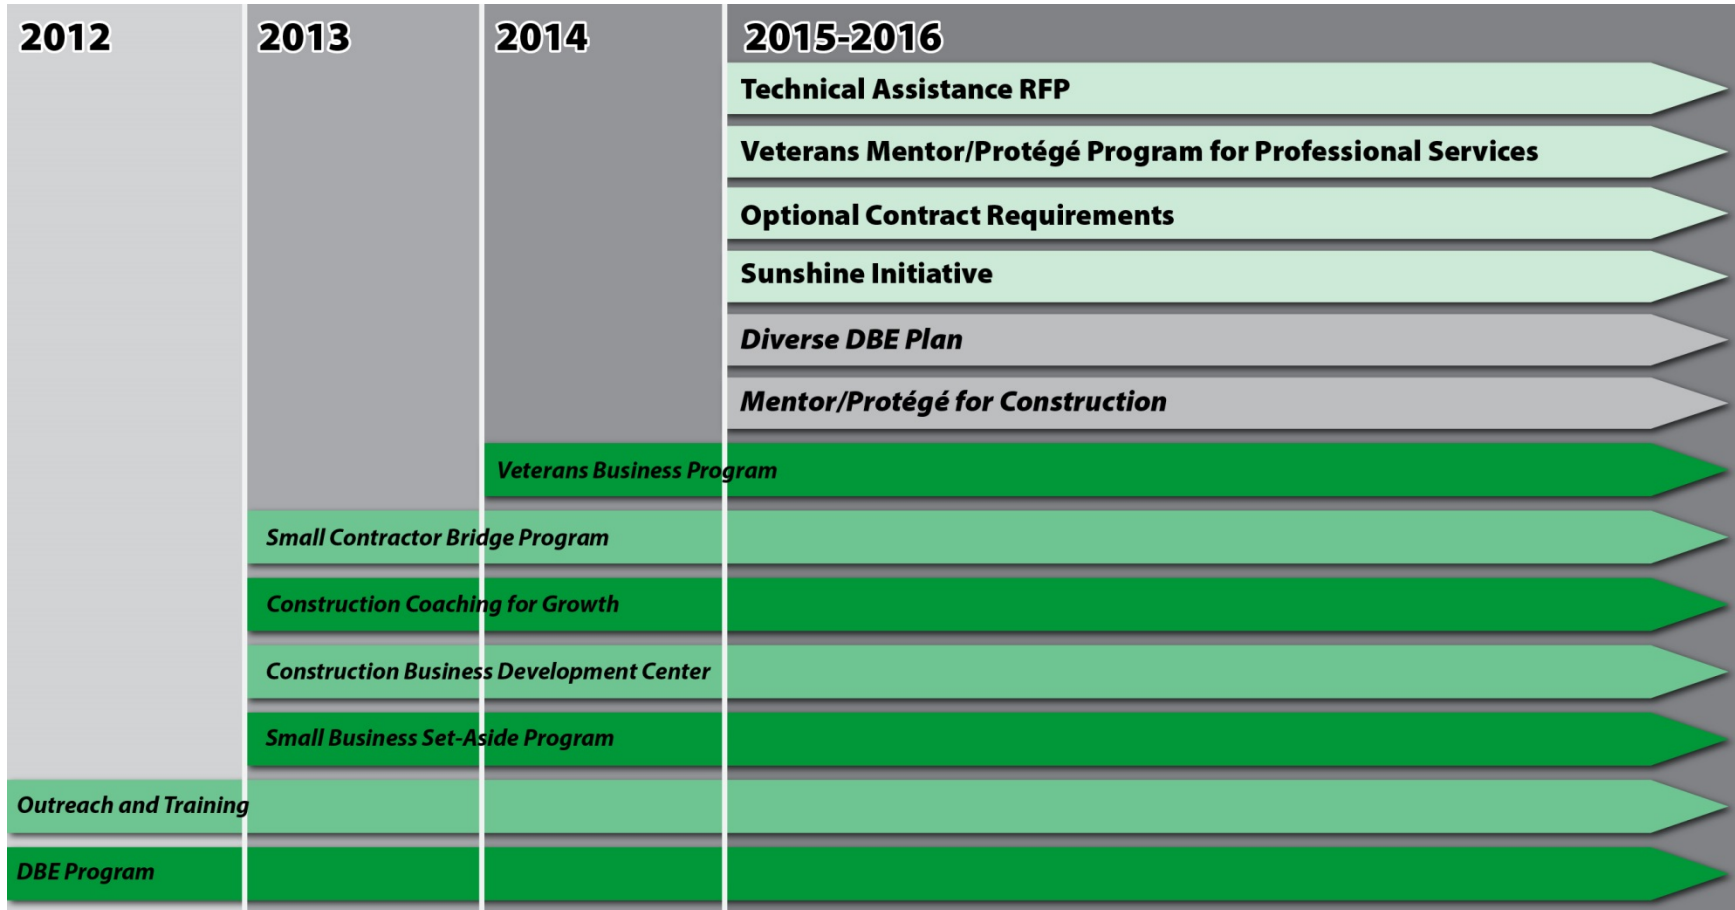 2012 2013 2014 2015-2016
Technical Assistance RFP
Veterans Mentor/Protégé Program for Professional Services
Optional Contract Requirements
Sunshine Initiative
Diverse DBE Plan
Mentor/Protégé for Construction
Veterans Business Program
Small Contractor Bridge Program
Construction Coaching for Growth
Construction Business Development Center
Small Business Set-Aside Program
Outreach and Training
DBE Program